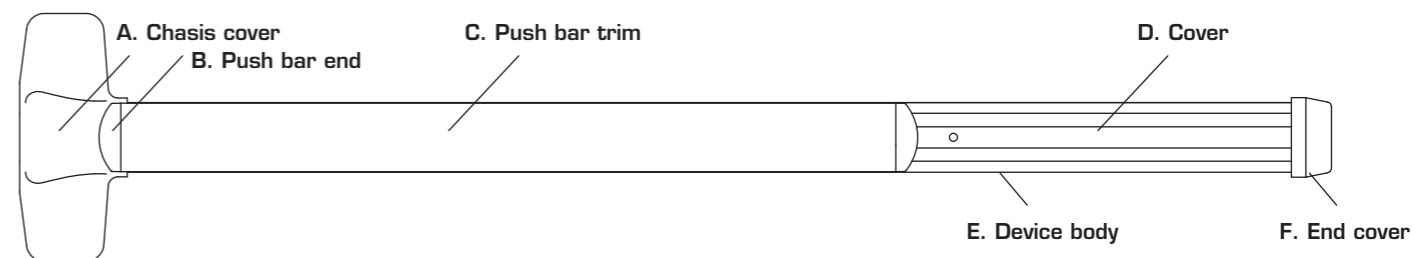 A. Chasis cover
B. Push bar end
C. Push bar trim
D. Cover
E. Device body
F. End cover